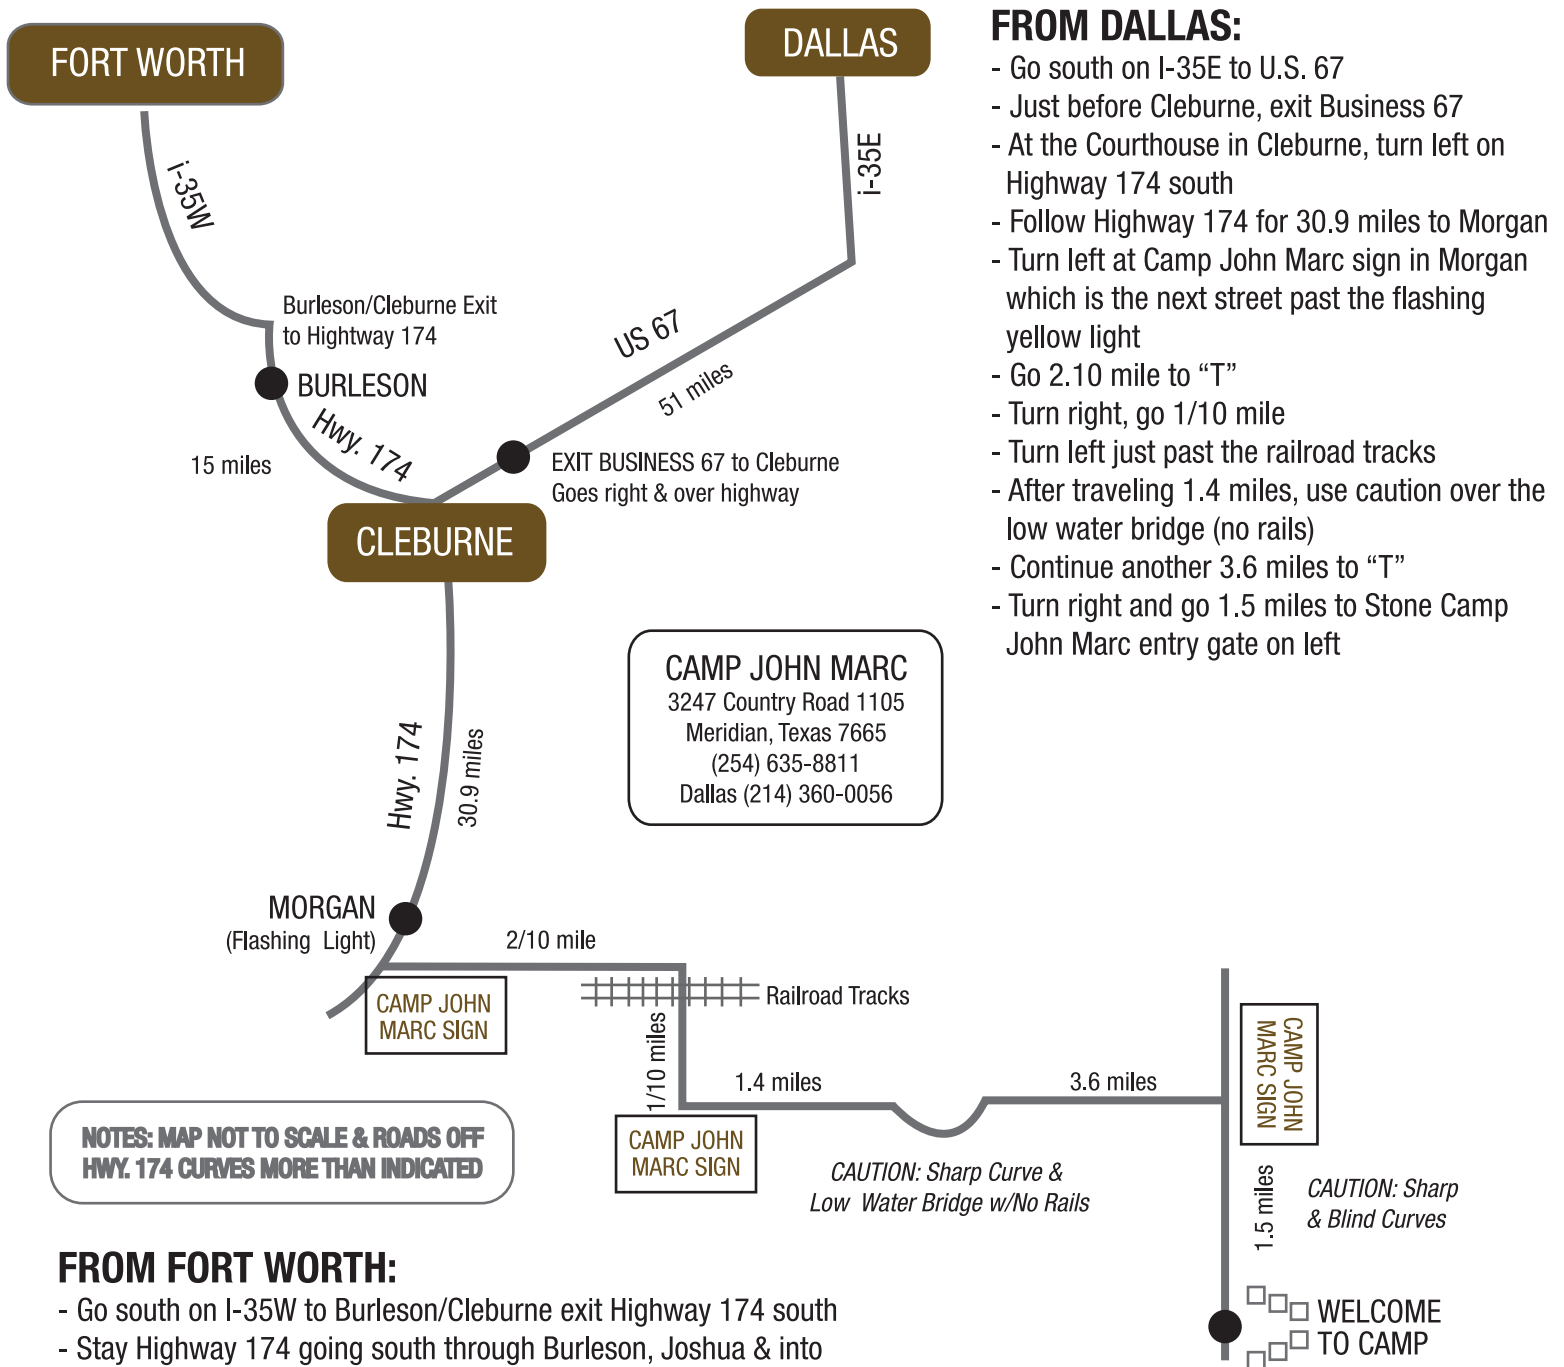 FORT WORTH
DALLAS
i-35W
i-35E
Burleson/Cleburne Exit
to Hightway 174
BURLESON
Hwy. 174
15 miles
US 67
51 miles
EXIT BUSINESS 67 to Cleburne
Goes right & over highway
CLEBURNE
FROM DALLAS:
- Go south on I-35E to U.S. 67
- Just before Cleburne, exit Business 67
- At the Courthouse in Cleburne, turn left on
Highway 174 south
- Follow Highway 174 for 30.9 miles to Morgan
- Turn left at Camp John Marc sign in Morgan
which is the next street past the flashing
yellow light
- Go 2.10 mile to “T”
- Turn right, go 1/10 mile
- Turn left just past the railroad tracks
- After traveling 1.4 miles, use caution over the
low water bridge (no rails)
- Continue another 3.6 miles to “T”
- Turn right and go 1.5 miles to Stone Camp
John Marc entry gate on left
CAMP JOHN MARC
3247 Country Road 1105
Meridian, Texas 7665
(254) 635-8811
Dallas (214) 360-0056
Hwy. 174
30.9 miles
MORGAN
(Flashing Light)
2/10 mile
CAMP JOHN
MARC SIGN
Railroad Tracks
1/10 miles
1.4 miles
3.6 miles
CAMP JOHN
MARC SIGN
CAMP JOHN
MARC SIGN
CAUTION: Sharp Curve &
Low Water Bridge w/No Rails
1.5 miles
CAUTION: Sharp
& Blind Curves
NOTES: MAP NOT TO SCALE & ROADS OFF
HWY. 174 CURVES MORE THAN INDICATED
FROM FORT WORTH:
- Go south on I-35W to Burleson/Cleburne exit Highway 174 south
- Stay Highway 174 going south through Burleson, Joshua & into
WELCOME
TO CAMP